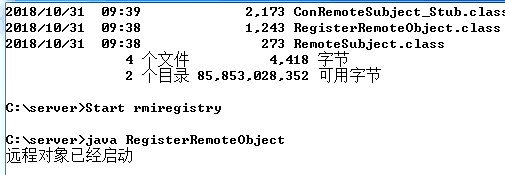 2018/10/31  09:39             2,173 ConRemoteSubject_Stub.class
2018/10/31  09:38             1,243 RegisterRemoteObject.class
2018/10/31  09:38               273 RemoteSubject.class
4 个文件          4,418 字节
2 个目录 85,853,028,352 可用字节
C:\server>Start rmiregistry
C:\server>java RegisterRemoteObject
远程对象已经启动